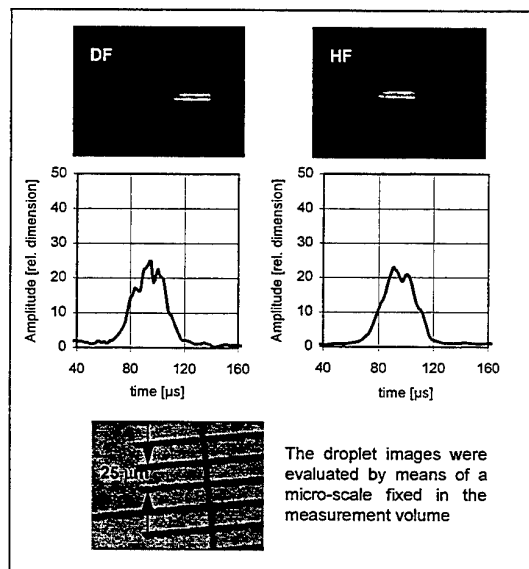 DF
HF
50
40
30
20
10
0
Amplitude [rel. dimension]
40 80 120 160
time [µs]
50
40
30
20
10
0
Amplitude [rel. dimension]
40 80 120 160
time [µs]
25 µm
The droplet images were
evaluated by means of a
micro-scale fixed in the
measurement volume